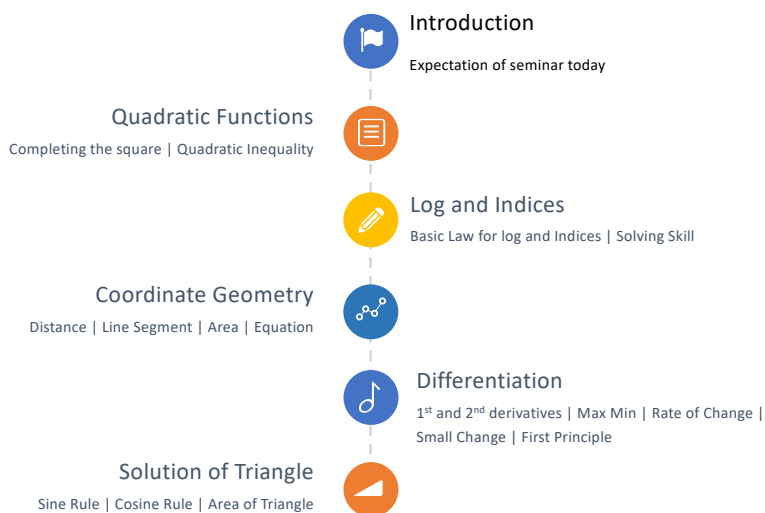 Introduction
Expectation of seminar today
Quadratic Functions
Completing the square | Quadratic Inequality
Log and Indices
Basic Law for log and Indices | Solving Skill
Coordinate Geometry
Distance | Line Segment | Area | Equation
Differentiation
1st and 2nd derivatives | Max Min | Rate of Change |
Small Change | First Principle
Solution of Triangle
Sine Rule | Cosine Rule | Area of Triangle